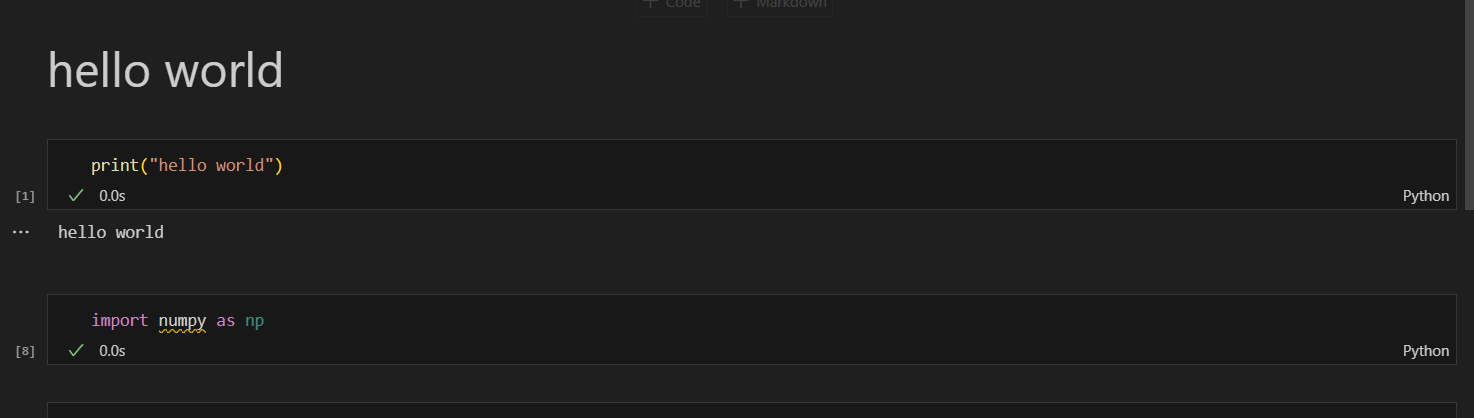 + Code + Markdown
hello world
print("hello world")
[1] ✓ 0.0s Python
··· hello world
import numpy as np
[8] ✓ 0.0s Python